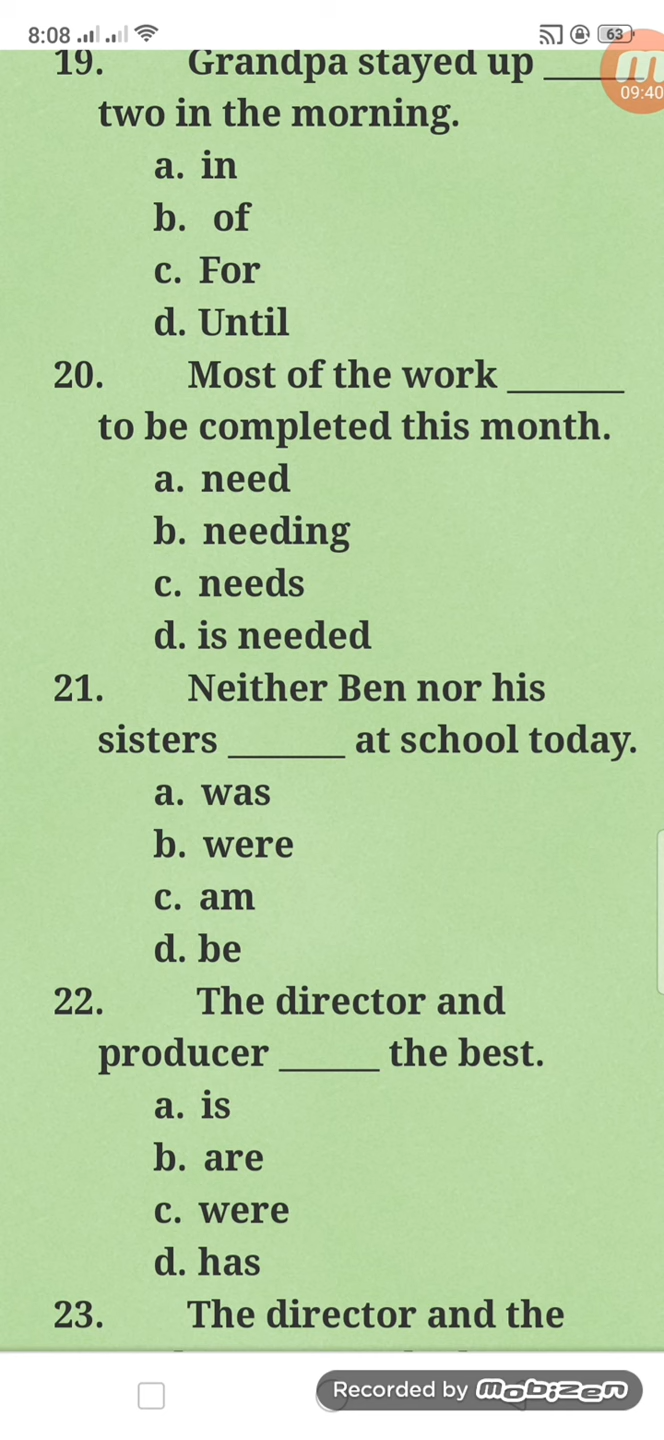 8:08 63
19. Grandpa stayed up ____
09:40
two in the morning.
a. in
b. of
c. For
d. Until
20. Most of the work ______
to be completed this month.
a. need
b. needing
c. needs
d. is needed
21. Neither Ben nor his
sisters ______ at school today.
a. was
b. were
c. am
d. be
22. The director and
producer _____ the best.
a. is
b. are
c. were
d. has
23. The director and the
Recorded by Mobizen